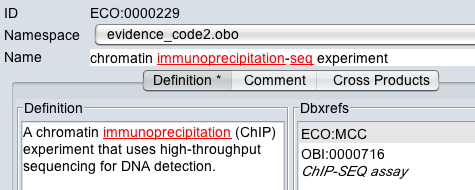 ID ECO:0000229
Namespace evidence_code2.obo
Name chromatin immunoprecipitation-seq experiment
Definition * Comment Cross Products
Definition
A chromatin immunoprecipitation (ChIP)
experiment that uses high-throughput
sequencing for DNA detection.
Dbxrefs
ECO:MCC
OBI:0000716
ChIP-SEQ assay